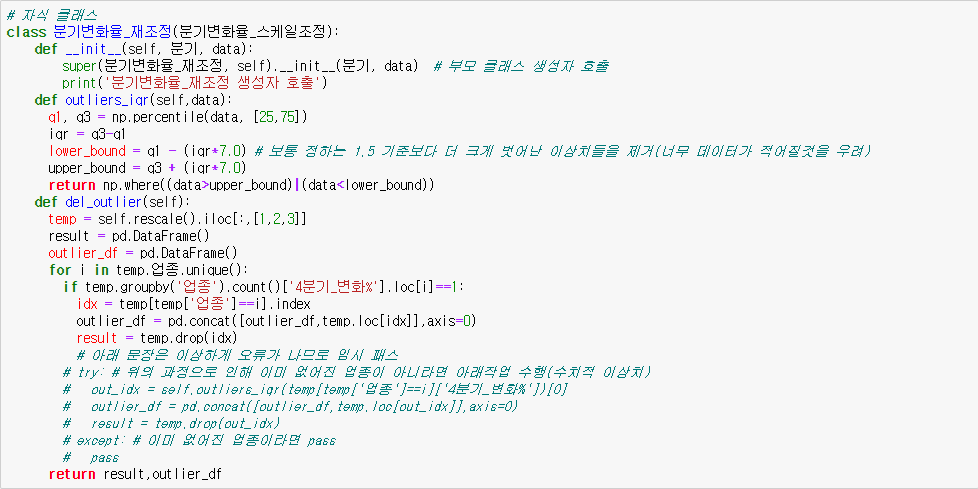 # 자식 클래스
class 분기변화율_재조정(분기변화율_스케일조정):
    def __init__(self, 분기, data):
        super(분기변화율_재조정, self).__init__(분기, data)  # 부모 클래스 생성자 호출
        print('분기변화율_재조정 생성자 호출')
    def outliers_iqr(self,data):
      q1, q3 = np.percentile(data, [25,75])
      iqr = q3-q1
      lower_bound = q1 - (iqr*7.0) # 보통 정하는 1.5 기준보다 더 크게 벗어난 이상치들을 제거(너무 데이터가 적어질것을 우려)
      upper_bound = q3 + (iqr*7.0)
      return np.where((data>upper_bound)|(data<lower_bound))
    def del_outlier(self):
      temp = self.rescale().iloc[:,[1,2,3]]
      result = pd.DataFrame()
      outlier_df = pd.DataFrame()
      for i in temp.업종.unique():
        if temp.groupby('업종').count()['4분기_변화%'].loc[i]==1:
          idx = temp[temp['업종']==i].index
          outlier_df = pd.concat([outlier_df,temp.loc[idx]],axis=0)
          result = temp.drop(idx)
          # 아래 문장은 이상하게 오류가 나므로 임시 패스
        # try: # 위의 과정으로 인해 이미 없어진 업종이 아니라면 아래작업 수행(수치적 이상치)
        #   out_idx = self.outliers_iqr(temp[temp['업종']==i]['4분기_변화%'])[0]
        #   outlier_df = pd.concat([outlier_df,temp.loc[out_idx]],axis=0)
        #   result = temp.drop(out_idx)
        # except: # 이미 없어진 업종이라면 pass
        #   pass
      return result,outlier_df